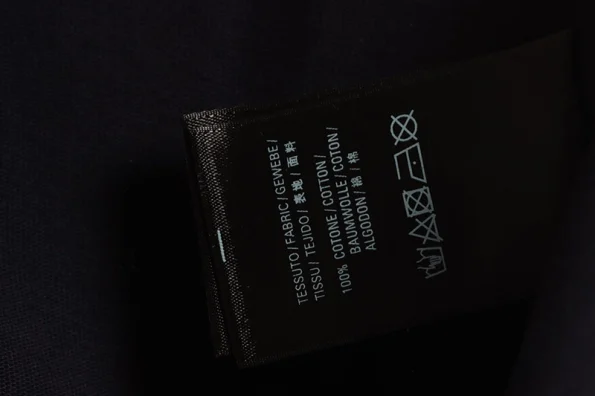 TESSUTO / FABRIC / GEWEBE /
TISSU / TEJIDO / 表地 / 面料
100% COTONE / COTTON /
BAUMWOLLE / COTON /
ALGODON / 綿 / 棉